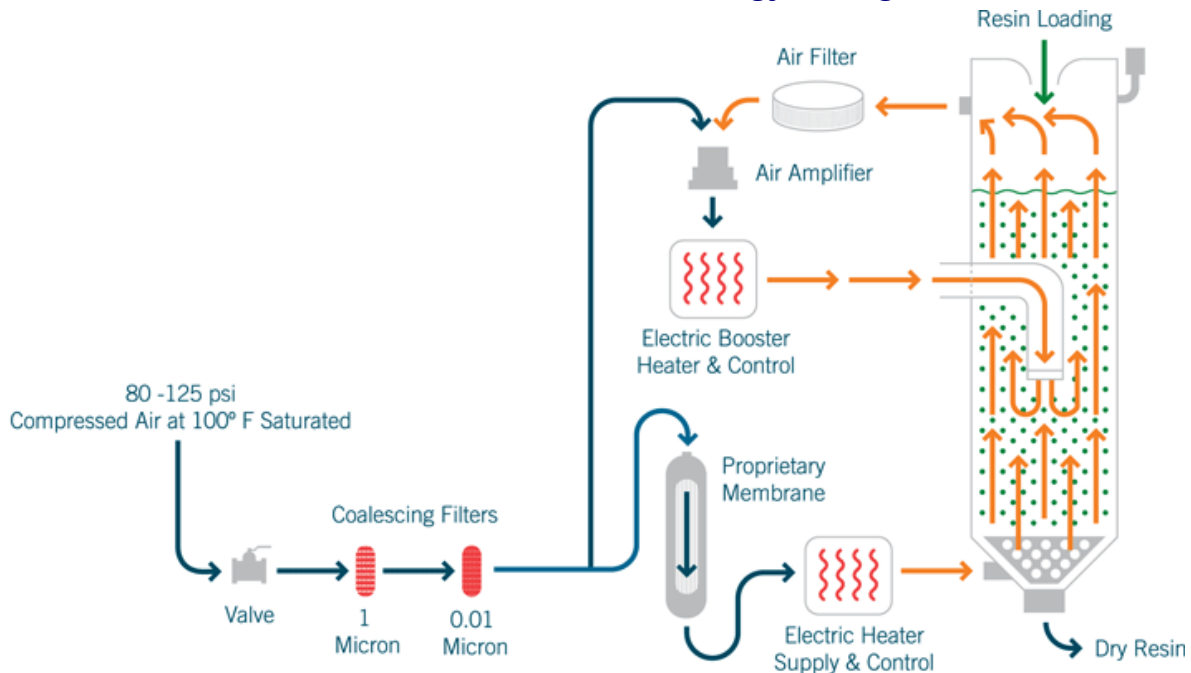 Resin Loading
Air Filter
Air Amplifier
Electric Booster
Heater & Control
80 -125 psi
Compressed Air at 100º F Saturated
Proprietary
Membrane
Coalescing Filters
Valve
1
Micron
0.01
Micron
Electric Heater
Supply & Control
Dry Resin